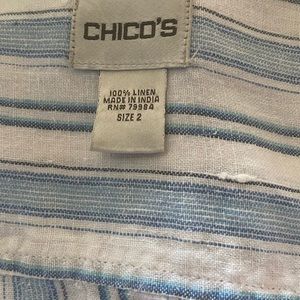 CHICO'S
100% LINEN
MADE IN INDIA
RN# 79984
SIZE 2